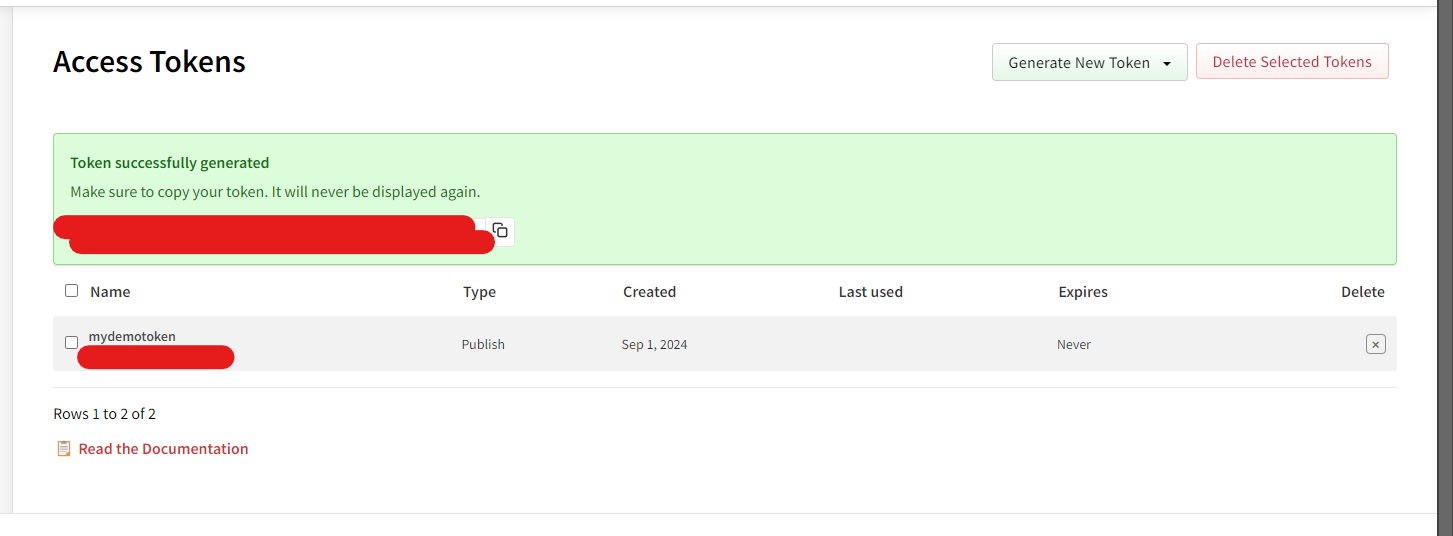 Access Tokens
Generate New Token
Delete Selected Tokens
Token successfully generated
Make sure to copy your token. It will never be displayed again.
Name Type Created Last used Expires Delete
mydemotoken
Publish Sep 1, 2024 Never
Rows 1 to 2 of 2
Read the Documentation